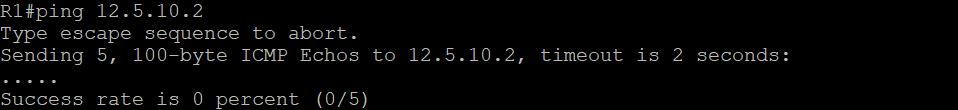 R1#ping 12.5.10.2
Type escape sequence to abort.
Sending 5, 100-byte ICMP Echos to 12.5.10.2, timeout is 2 seconds:
.....
Success rate is 0 percent (0/5)